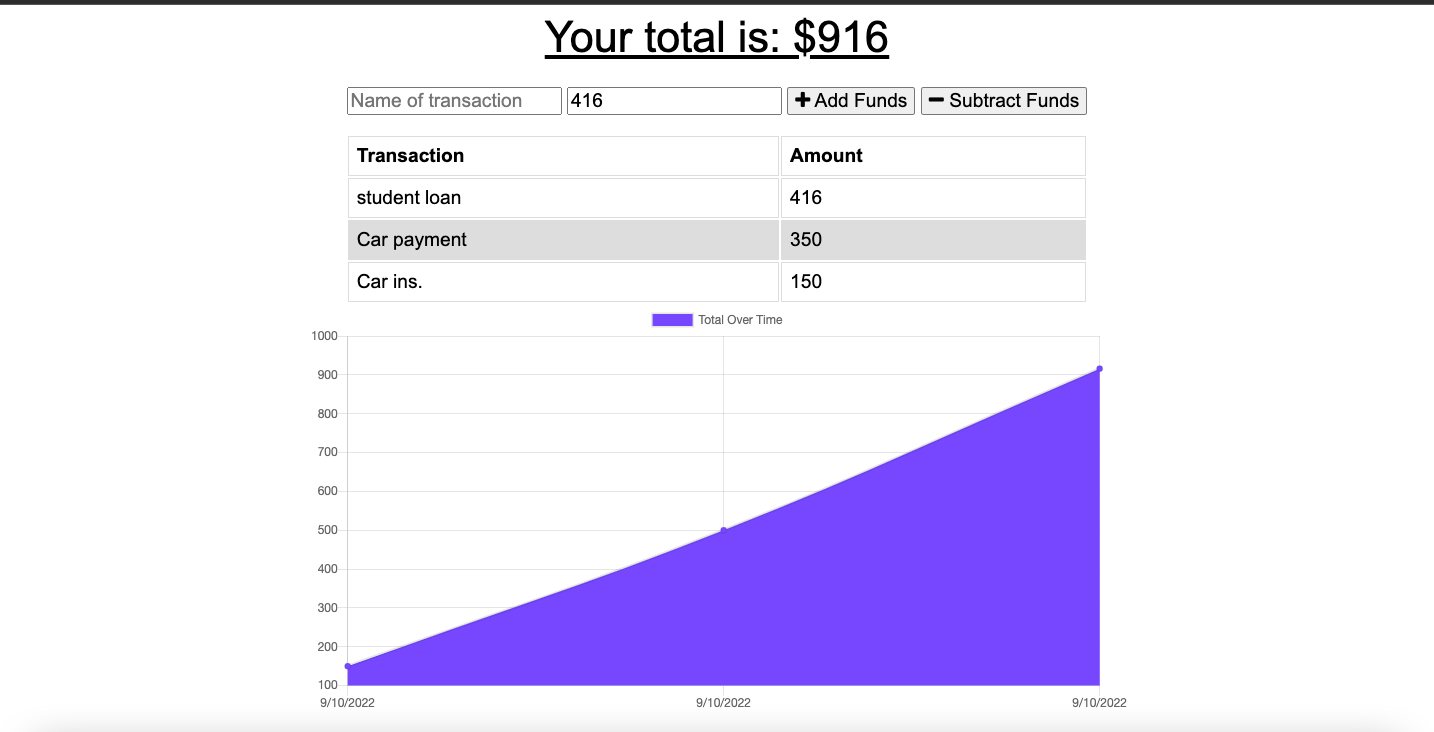 Your total is: $916
Name of transaction 416 Add Funds Subtract Funds
Transaction Amount
student loan 416
Car payment 350
Car ins. 150
Total Over Time
1000
900
800
700
600
500
400
300
200
100
9/10/2022 9/10/2022 9/10/2022